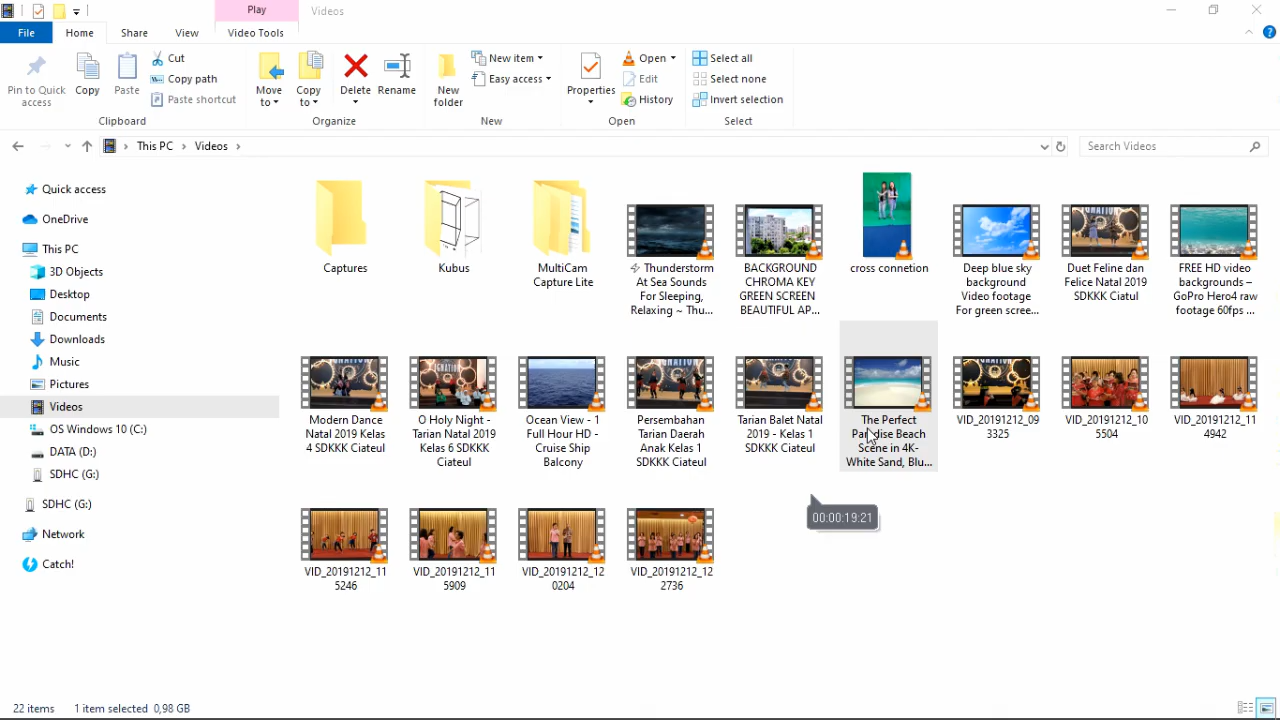 Play
Videos
File
Home
Share
View
Video Tools
Pin to Quick
access
Copy
Paste
Cut
Copy path
Paste shortcut
Clipboard
Move
to
Copy
to
Delete
Rename
Organize
New
folder
New item
Easy access
New
Properties
Open
Edit
History
Open
Select all
Select none
Invert selection
Select
This PC
Videos
Search Videos
Quick access
OneDrive
This PC
3D Objects
Desktop
Documents
Downloads
Music
Pictures
Videos
OS Windows 10 (C:)
DATA (D:)
SDHC (G:)
SDHC (G:)
Network
Catch!
Captures
Kubus
MultiCam
Capture Lite
Thunderstorm
At Sea Sounds
For Sleeping,
Relaxing ~ Thu...
BACKGROUND
CHROMA KEY
GREEN SCREEN
BEAUTIFUL AP...
cross connetion
Deep blue sky
background
Video footage
For green scree...
Duet Feline dan
Felice Natal 2019
SDKKK Ciatul
FREE HD video
backgrounds –
GoPro Hero4 raw
footage 60fps ...
Modern Dance
Natal 2019 Kelas
4 SDKKK Ciateul
O Holy Night -
Tarian Natal 2019
Kelas 6 SDKKK
Ciateul
Ocean View - 1
Full Hour HD -
Cruise Ship
Balcony
Persembahan
Tarian Daerah
Anak Kelas 1
SDKKK Ciateul
Tarian Balet Natal
2019 - Kelas 1
SDKKK Ciateul
The Perfect
Paradise Beach
Scene in 4K-
White Sand, Blu...
VID_20191212_09
3325
VID_20191212_10
5504
VID_20191212_11
4942
VID_20191212_11
5246
VID_20191212_11
5909
VID_20191212_12
0204
VID_20191212_12
2736
00:00:19:21
22 items
1 item selected 0,98 GB